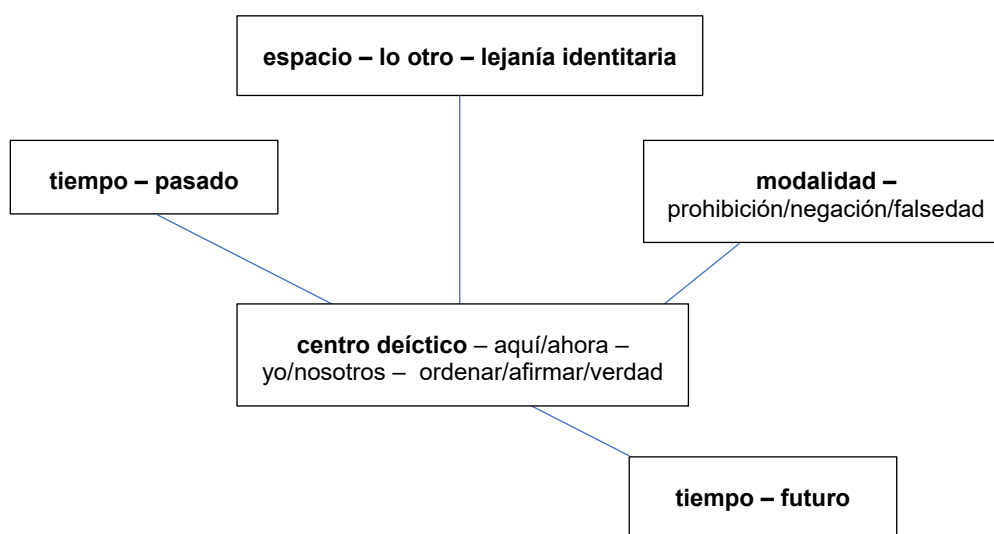 espacio – lo otro – lejanía identitaria
tiempo – pasado
modalidad –
prohibición/negación/falsedad
centro deíctico – aquí/ahora –
yo/nosotros – ordenar/afirmar/verdad
tiempo – futuro